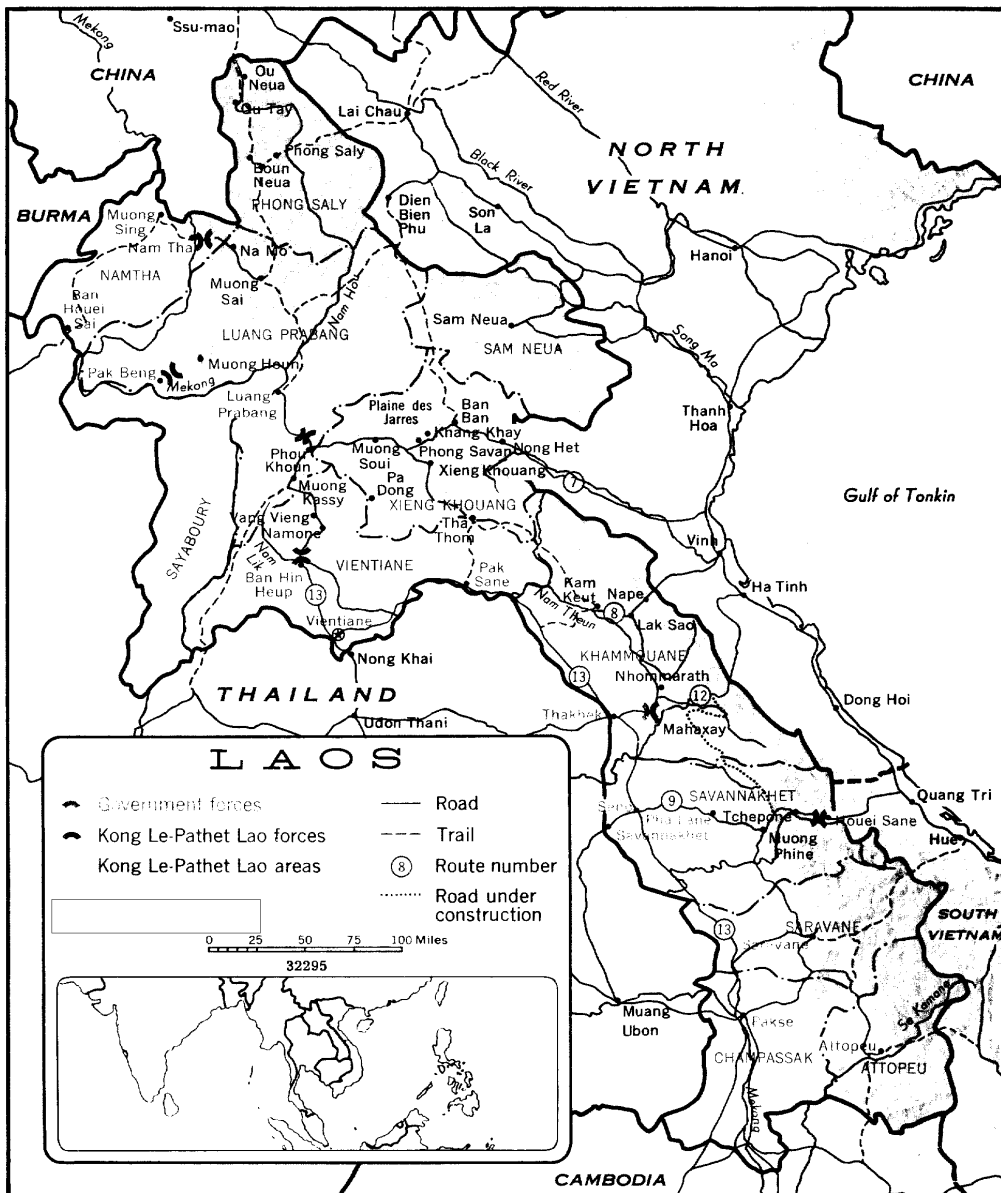 Mekong
Ssu-mao
CHINA
CHINA
Ou
Neua
Ou Tay
Lai Chau
Red River
NORTH
VIETNAM
Black River
Phong Saly
Boun
Neua
PHONG SALY
BURMA
Muong
Sing
Dien
Bien
Phu
Son
La
Nam Tha
Na Mo
Hanoi
NAMTHA
Muong
Sai
Nam Hou
Ban
Houei
Sai
LUANG PRABANG
Sam Neua
SAM NEUA
Song Ma
Pak Beng
Mekong
Muong Houn
Luang
Prabang
Plaine des
Jarres
Ban
Ban
Thanh
Hoa
Khang Khay
Phou
Khoun
Muong
Soui
Phong Savan
Nong Het
Xieng Khouang
7
Muong
Kassy
Pa
Dong
XIENG KHOUANG
Gulf of Tonkin
SAYABOURY
Vang Vieng
Namone
Tha
Thom
Vinh
Nam
Lik
VIENTIANE
Pak
Sane
Ban Hin
Heup
13
Kam
Keut
Nape
Ha Tinh
Nam Theun
8
Lak Sao
Vientiane
Nong Khai
KHAMMOUANE
13
Nhommarath
THAILAND
12
Dong Hoi
Udon Thani
Thakhek
Mahaxay
SAVANNAKHET
9
Quang Tri
Seno
Pha Lane
Tchepone
Houei Sane
Savannakhet
Muong
Phine
Hue
SOUTH
VIETNAM
SARAVANE
Saravane
13
Se Kamang
Muang
Ubon
Pakse
Attopeu
CHAMPASSAK
ATTOPEU
Mekong
CAMBODIA
LAOS
Government forces
Kong Le-Pathet Lao forces
Kong Le-Pathet Lao areas
Road
Trail
8 Route number
Road under
construction
0 25 50 75 100 Miles
32295